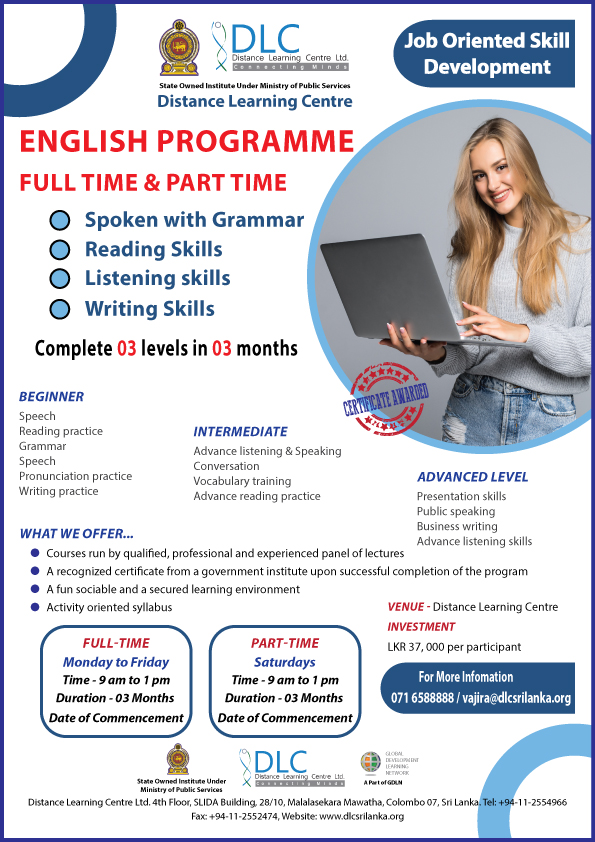 DLC
Distance Learning Centre Ltd.
Connecting Minds
State Owned Institute Under Ministry of Public Services
Distance Learning Centre
Job Oriented Skill
Development
ENGLISH PROGRAMME
FULL TIME & PART TIME
Spoken with Grammar
Reading Skills
Listening skills
Writing Skills
Complete 03 levels in 03 months
CERTIFICATE AWARDED
BEGINNER
Speech
Reading practice
Grammar
Speech
Pronunciation practice
Writing practice
INTERMEDIATE
Advance listening & Speaking
Conversation
Vocabulary training
Advance reading practice
ADVANCED LEVEL
Presentation skills
Public speaking
Business writing
Advance listening skills
WHAT WE OFFER...
Courses run by qualified, professional and experienced panel of lectures
A recognized certificate from a government institute upon successful completion of the program
A fun sociable and a secured learning environment
Activity oriented syllabus
VENUE - Distance Learning Centre
INVESTMENT
LKR 37, 000 per participant
FULL-TIME
Monday to Friday
Time - 9 am to 1 pm
Duration - 03 Months
Date of Commencement
PART-TIME
Saturdays
Time - 9 am to 1 pm
Duration - 03 Months
Date of Commencement
For More Infomation
071 6588888 / vajira@dlcsrilanka.org
State Owned Institute Under
Ministry of Public Services
DLC
Distance Learning Centre Ltd.
Connecting Minds
GLOBAL
DEVELOPMENT
LEARNING
NETWORK
A Part of GDLN
Distance Learning Centre Ltd. 4th Floor, SLIDA Building, 28/10, Malalasekara Mawatha, Colombo 07, Sri Lanka. Tel: +94-11-2554966
Fax: +94-11-2552474, Website: www.dlcsrilanka.org